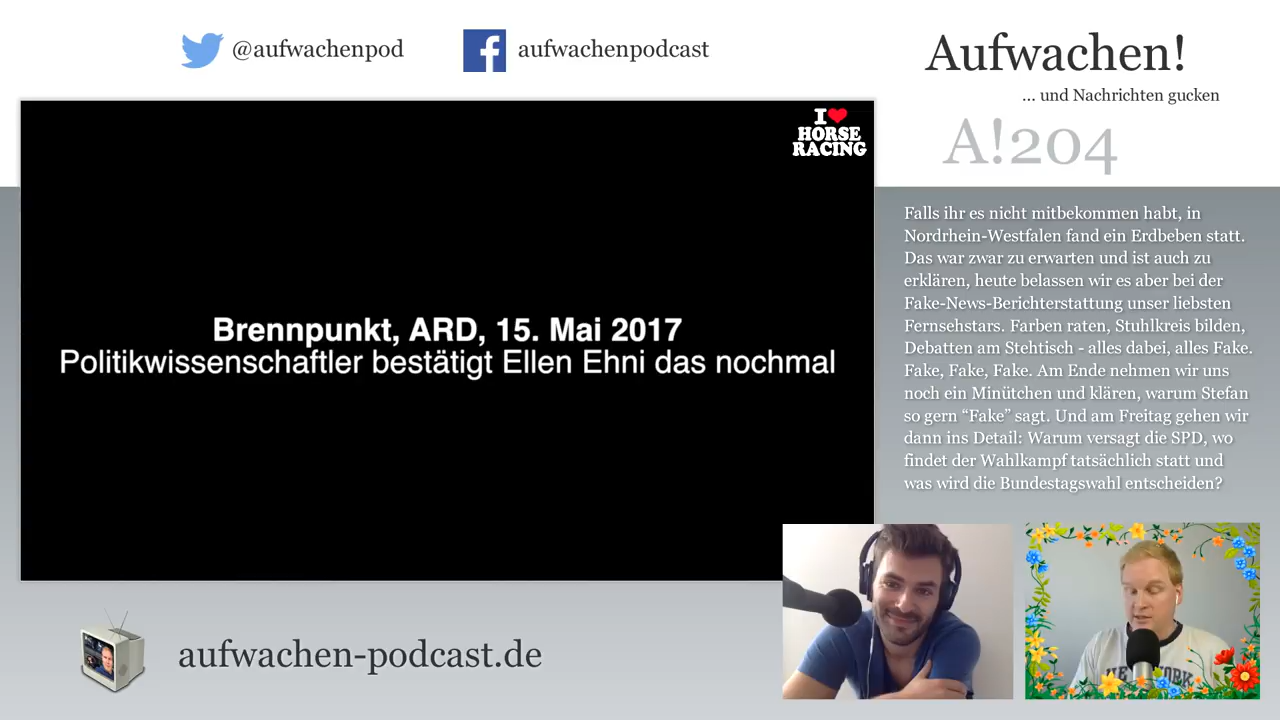 @aufwachenpod
aufwachenpodcast
Aufwachen!
... und Nachrichten gucken
A!204
I
HORSE
RACING
Brennpunkt, ARD, 15. Mai 2017
Politikwissenschaftler bestätigt Ellen Ehni das nochmal
Falls ihr es nicht mitbekommen habt, in
Nordrhein-Westfalen fand ein Erdbeben statt.
Das war zwar zu erwarten und ist auch zu
erklären, heute belassen wir es aber bei der
Fake-News-Berichterstattung unser liebsten
Fernsehstars. Farben raten, Stuhlkreis bilden,
Debatten am Stehtisch - alles dabei, alles Fake.
Fake, Fake, Fake. Am Ende nehmen wir uns
noch ein Minütchen und klären, warum Stefan
so gern “Fake” sagt. Und am Freitag gehen wir
dann ins Detail: Warum versagt die SPD, wo
findet der Wahlkampf tatsächlich statt und
was wird die Bundestagswahl entscheiden?
aufwachen-podcast.de